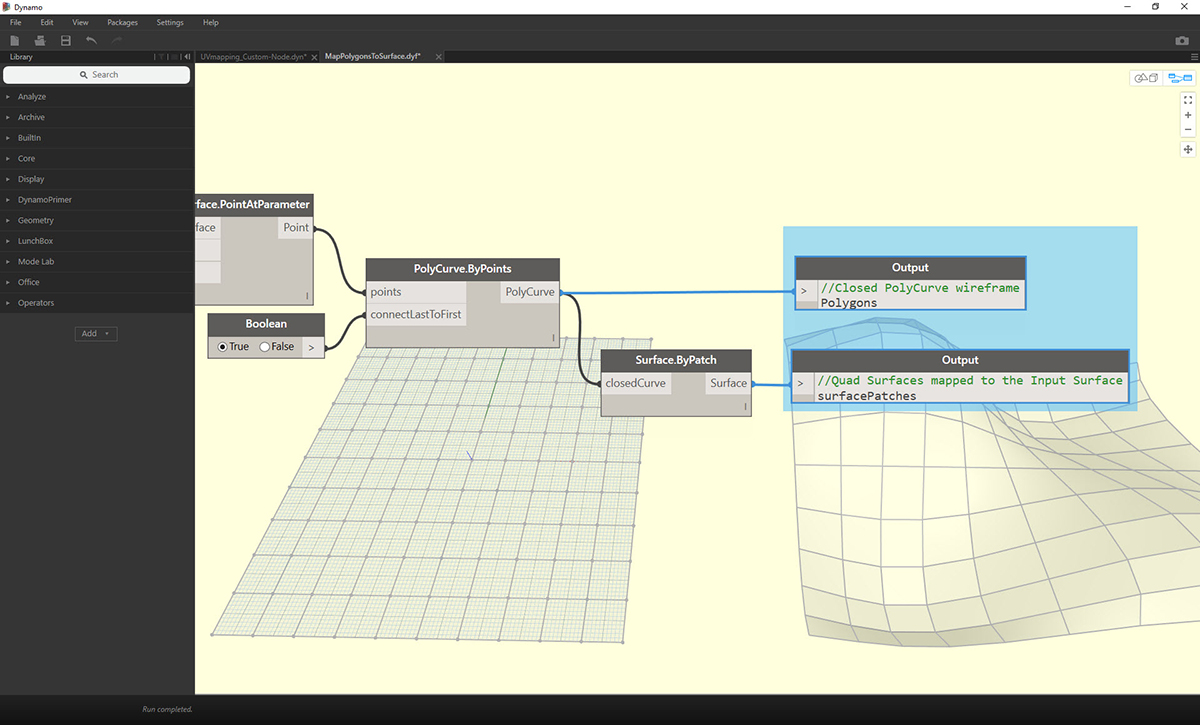 Dynamo
File Edit View Packages Settings Help
Library
UVmapping_Custom-Node.dyn* MapPolygonsToSurface.dyf*
Search
Analyze
Archive
BuiltIn
Core
Display
DynamoPrimer
Geometry
LunchBox
Mode Lab
Office
Operators
Add
face.PointAtParameter
face Point
Boolean
True False >
PolyCurve.ByPoints
points PolyCurve
connectLastToFirst
Surface.ByPatch
closedCurve Surface
Output
> //Closed PolyCurve wireframe
Polygons
Output
> //Quad Surfaces mapped to the Input Surface
surfacePatches
Run completed.